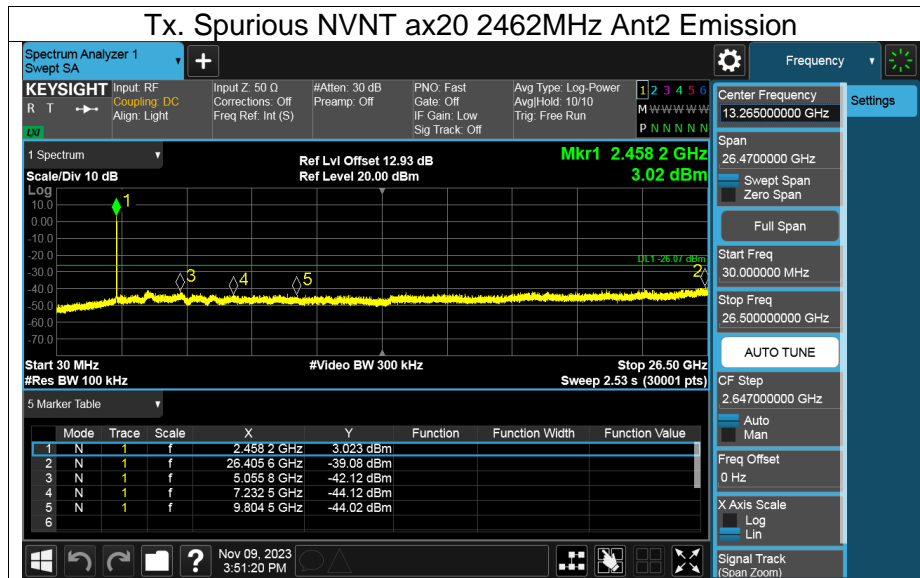 Tx. Spurious NVNT ax20 2462MHz Ant2 Emission
Spectrum Analyzer 1
Swept SA
+
Frequency
KEYSIGHT
R T
LXI
Input: RF
Coupling: DC
Align: Light
Input Z: 50 Ω
Corrections: Off
Freq Ref: Int (S)
#Atten: 30 dB
Preamp: Off
PNO: Fast
Gate: Off
IF Gain: Low
Sig Track: Off
Avg Type: Log-Power
Avg|Hold: 10/10
Trig: Free Run
1 2 3 4 5 6
M W W W W W
P N N N N N
1 Spectrum
Scale/Div 10 dB
Ref Lvl Offset 12.93 dB
Ref Level 20.00 dBm
Mkr1 2.458 2 GHz
3.02 dBm
Log
10.0
0.00
-10.0
-20.0
-30.0
-40.0
-50.0
-60.0
-70.0
1
3
4
5
2
DL1 -26.07 dBm
Start 30 MHz
#Res BW 100 kHz
#Video BW 300 kHz
Stop 26.50 GHz
Sweep 2.53 s (30001 pts)
5 Marker Table
Mode Trace Scale X Y Function Function Width Function Value
1 N 1 f 2.458 2 GHz 3.023 dBm
2 N 1 f 26.405 6 GHz -39.08 dBm
3 N 1 f 5.055 8 GHz -42.12 dBm
4 N 1 f 7.232 5 GHz -44.12 dBm
5 N 1 f 9.804 5 GHz -44.02 dBm
6
?
Nov 09, 2023
3:51:20 PM
Center Frequency
13.265000000 GHz
Span
26.4700000 GHz
Swept Span
Zero Span
Full Span
Start Freq
30.000000 MHz
Stop Freq
26.500000000 GHz
AUTO TUNE
CF Step
2.647000000 GHz
Auto
Man
Freq Offset
0 Hz
X Axis Scale
Log
Lin
Signal Track
(Span Zoom)
Settings